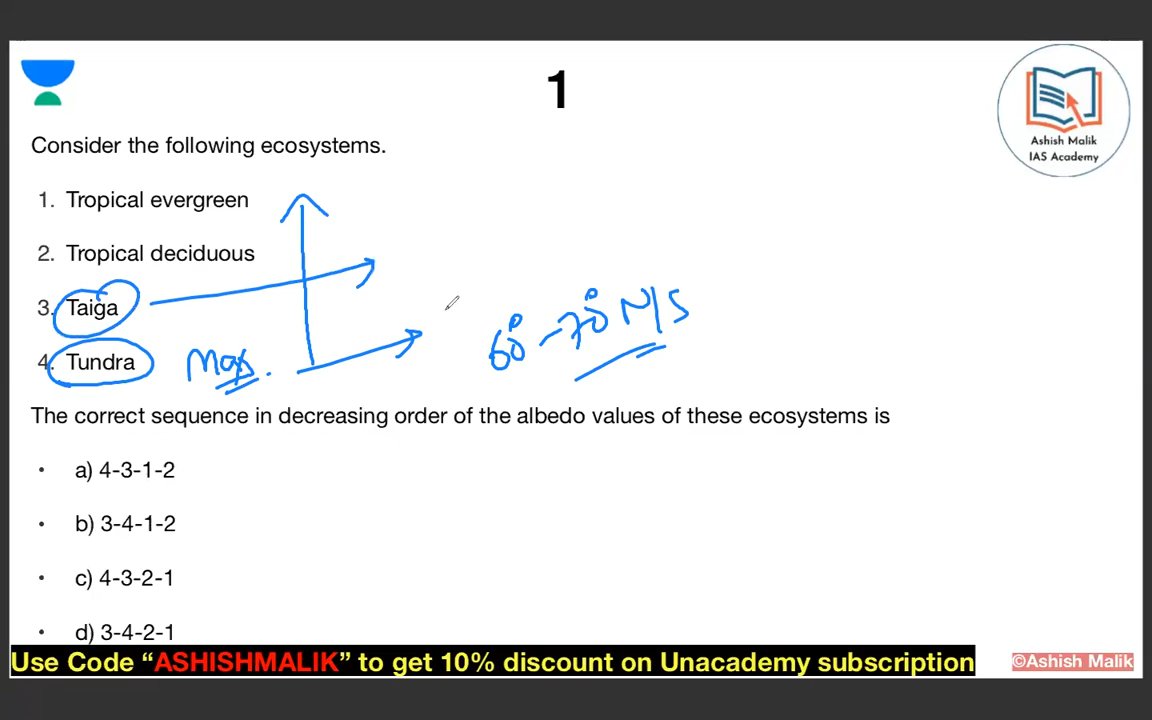 1
Ashish Malik
IAS Academy
Consider the following ecosystems.
1. Tropical evergreen
2. Tropical deciduous
3. Taiga
4. Tundra
Max.
60° - 70° N/S
The correct sequence in decreasing order of the albedo values of these ecosystems is
• a) 4-3-1-2
• b) 3-4-1-2
• c) 4-3-2-1
• d) 3-4-2-1
Use Code “ASHISHMALIK” to get 10% discount on Unacademy subscription
©Ashish Malik